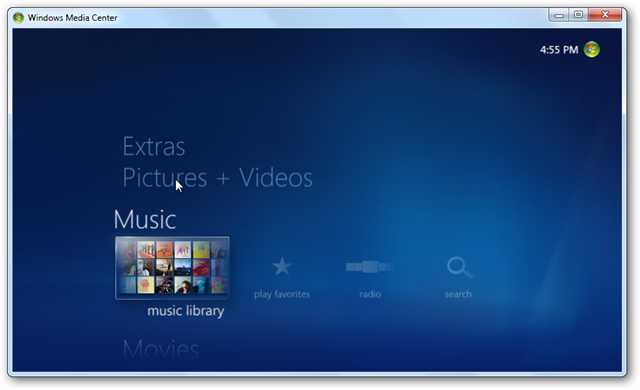 Windows Media Center
4:55 PM
Extras
Pictures + Videos
Music
play favorites
radio
search
music library
Movies